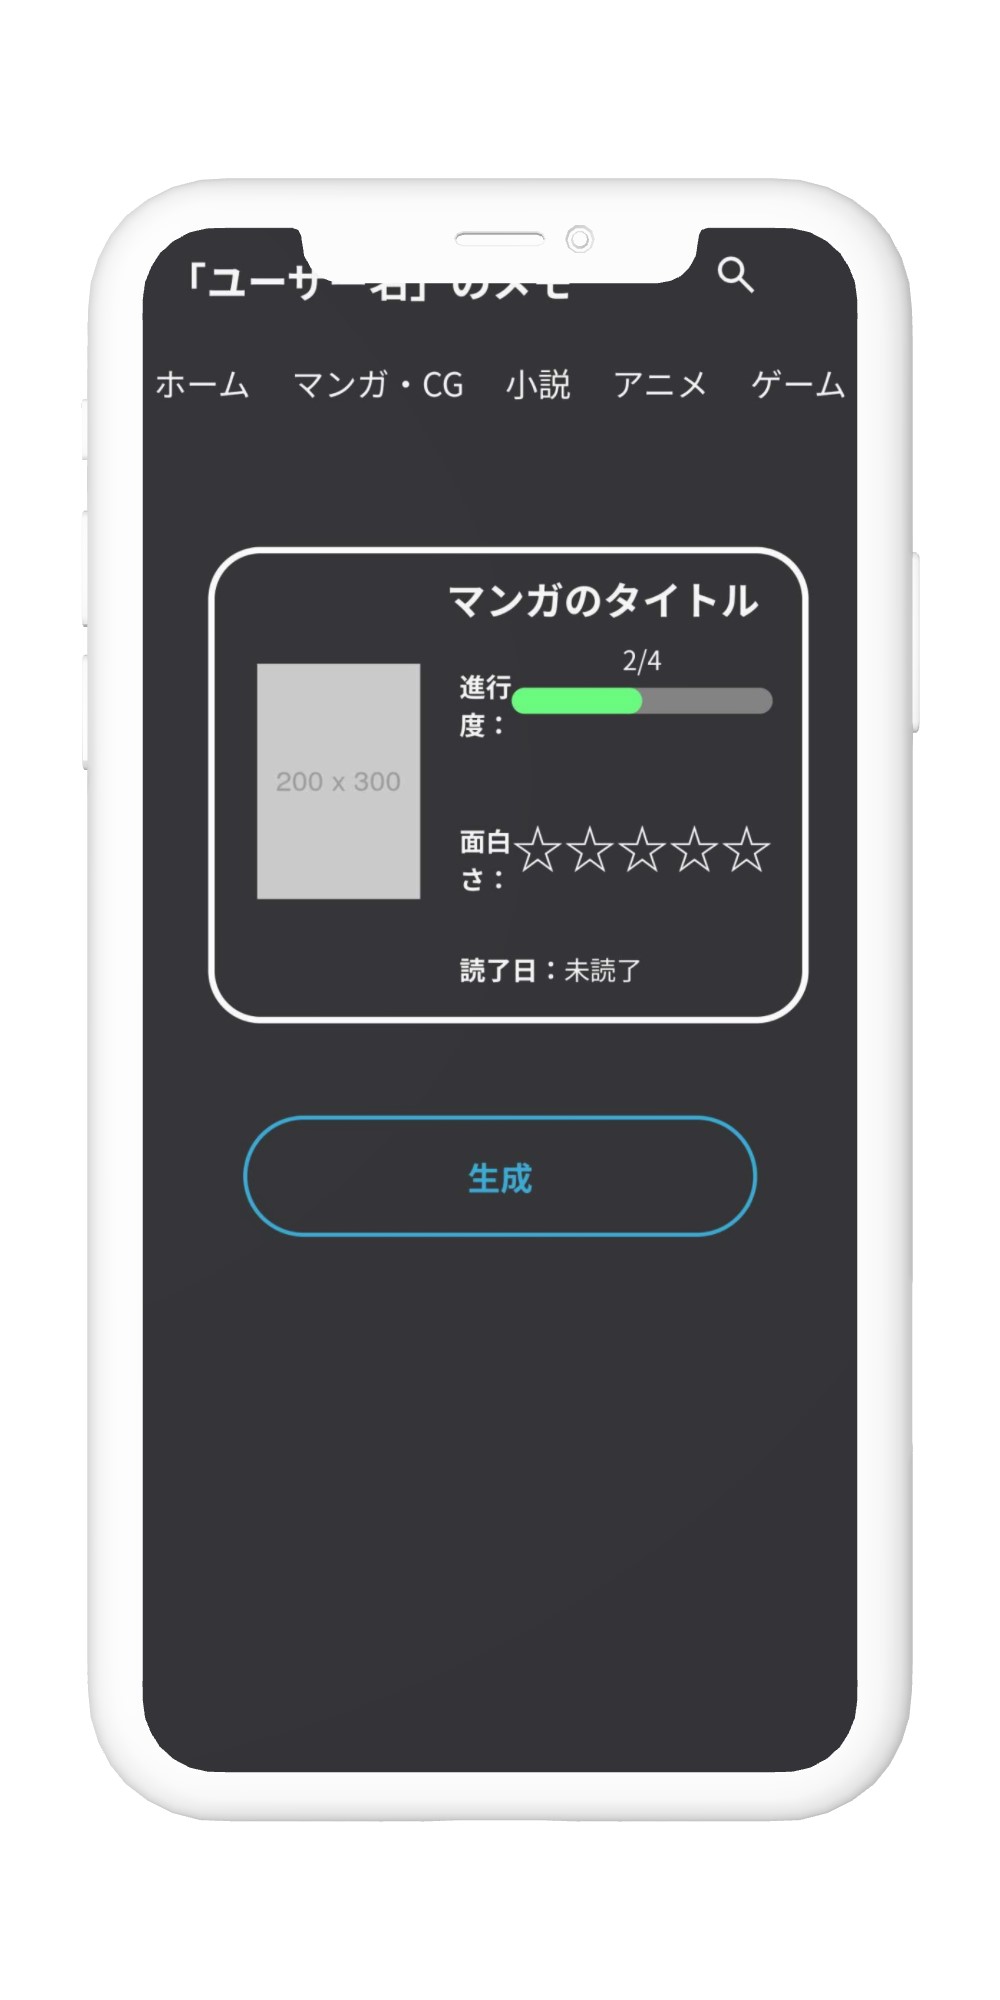 「ユーザー名」のメモ
ホーム マンガ・CG 小説 アニメ ゲーム
マンガのタイトル
2/4
進行
度：
200 x 300
面白
さ：
☆☆☆☆☆
読了日：未読了
生成